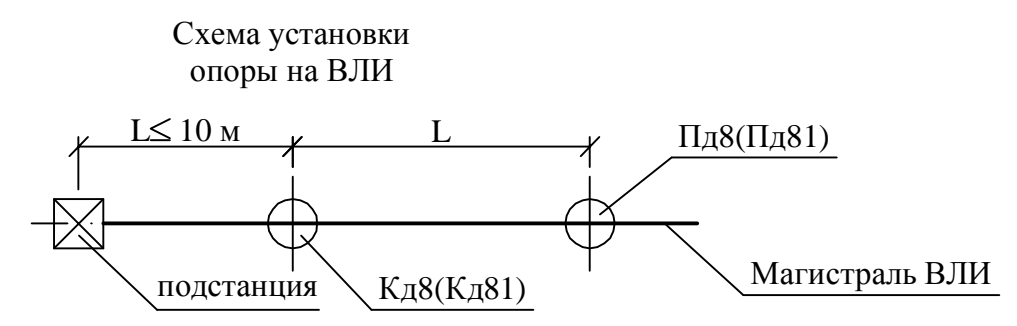 Схема установки
опоры на ВЛИ
L≤ 10 м
L
Пд8(Пд81)
подстанция
Кд8(Кд81)
Магистраль ВЛИ